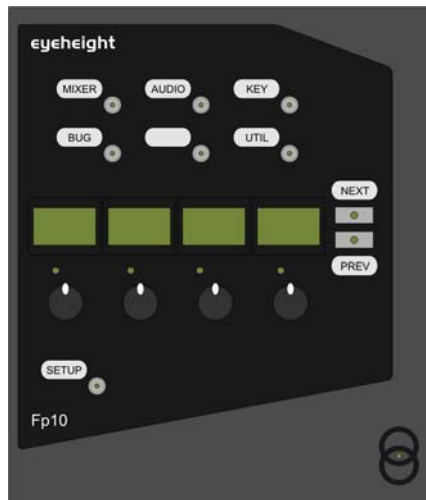 eyeheight
MIXER AUDIO KEY
BUG UTIL
NEXT
PREV
SETUP
Fp10